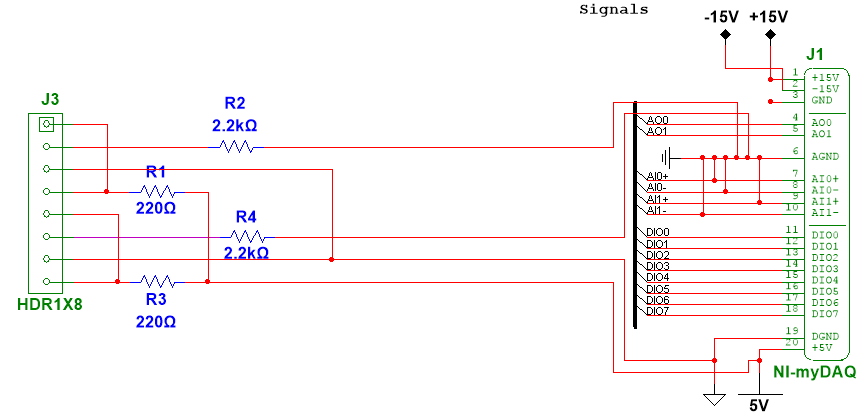 Signals
-15V +15V
J1
J3
R2
2.2kΩ
R1
220Ω
R4
2.2kΩ
R3
220Ω
HDR1X8
AO0
AO1
AI0+
AI0-
AI1+
AI1-
DIO0
DIO1
DIO2
DIO3
DIO4
DIO5
DIO6
DIO7
1 +15V
2 -15V
3 GND
4 AO0
5 AO1
6 AGND
7 AI0+
8 AI0-
9 AI1+
10 AI1-
11 DIO0
12 DIO1
13 DIO2
14 DIO3
15 DIO4
16 DIO5
17 DIO6
18 DIO7
19 DGND
20 +5V
NI-myDAQ
5V